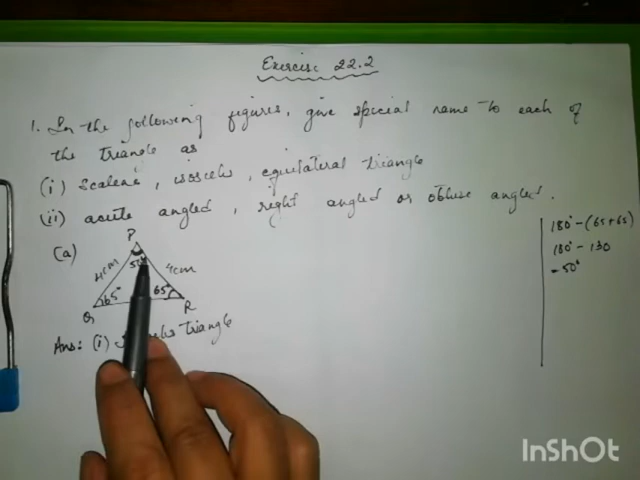 Exercise 22.2
1. In the following figures, give special name to each of
the triangle as
(i) scalene, isosceles, equilateral triangle
(ii) acute angled, right angled or obtuse angled.
(a)
P
4cm
4cm
50°
65°
65°
Q
R
Ans: (i) Triangle
180° - (65+65)
180° - 130
= 50°
InShOt